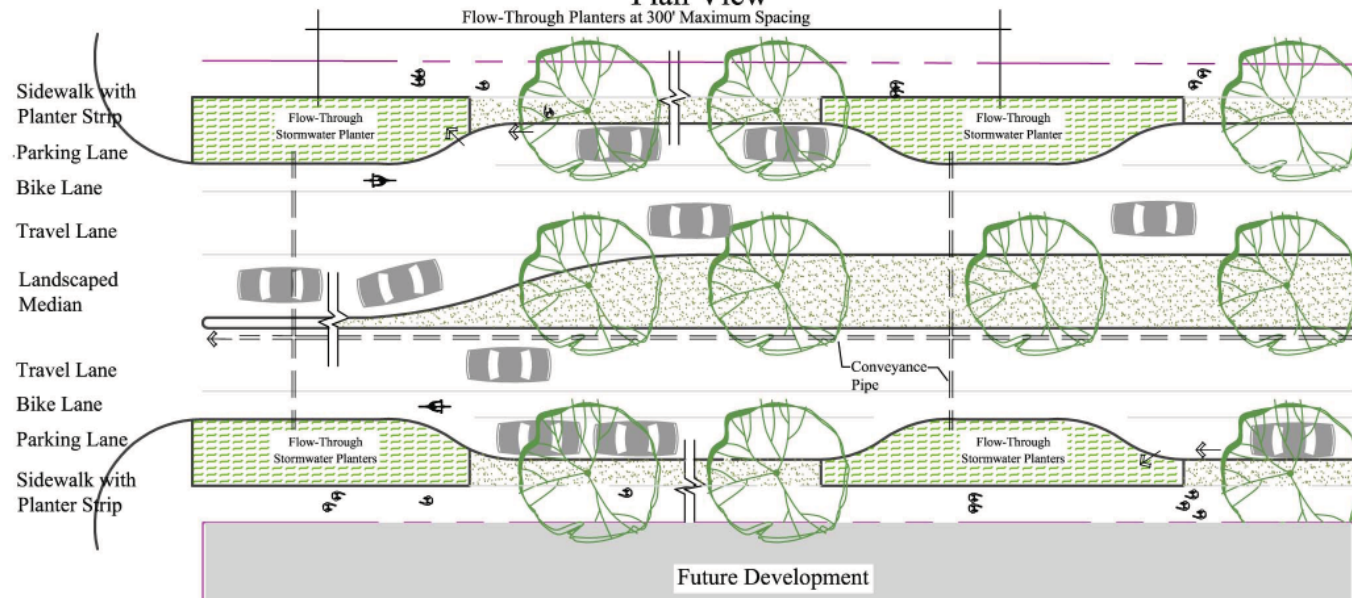 Plan View
Flow-Through Planters at 300' Maximum Spacing
Sidewalk with
Planter Strip
Flow-Through
Stormwater Planter
Flow-Through
Stormwater Planter
Parking Lane
Bike Lane
Travel Lane
Landscaped
Median
Travel Lane
Conveyance
Pipe
Bike Lane
Parking Lane
Flow-Through
Stormwater Planters
Flow-Through
Stormwater Planters
Sidewalk with
Planter Strip
Future Development